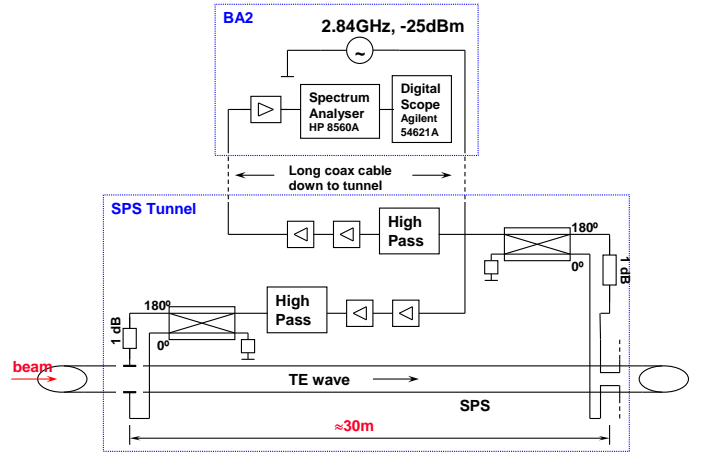 BA2
2.84GHz, -25dBm
~
Spectrum
Analyser
HP 8560A
Digital
Scope
Agilent
54621A
Long coax cable
down to tunnel
SPS Tunnel
High
Pass
180º
0º
1 dB
High
Pass
180º
0º
1 dB
beam
TE wave
SPS
≈30m